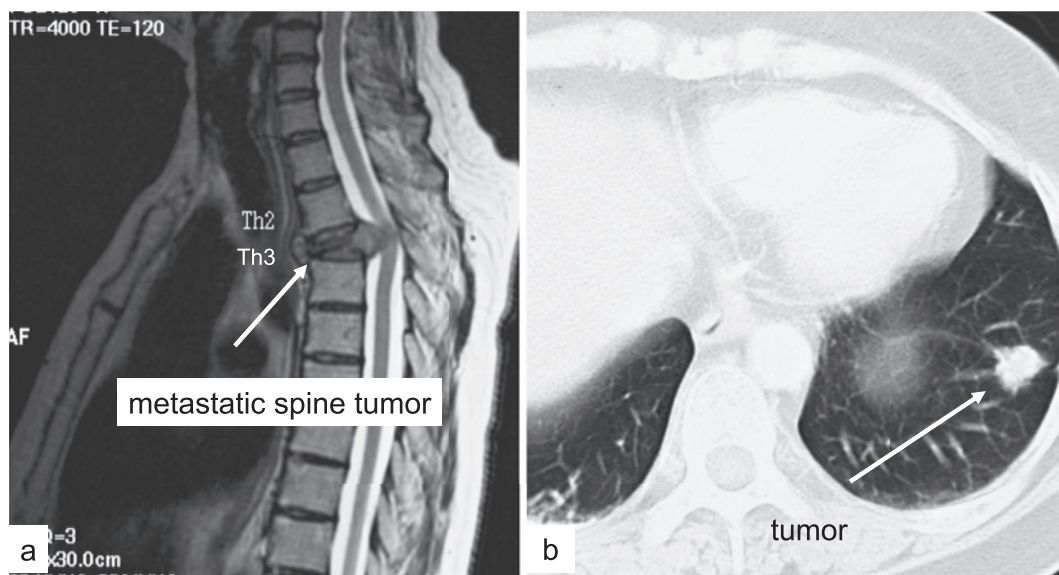 TR=4000 TE=120
Th2
Th3
AF
metastatic spine tumor
=3
x30.0cm
a
tumor
b